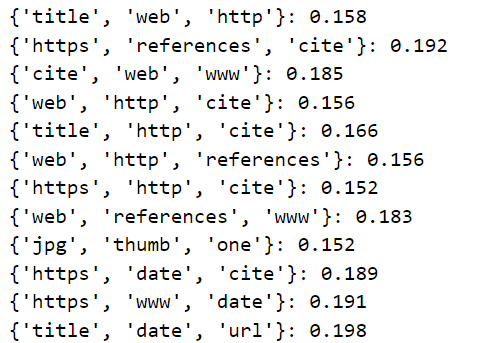 {'title', 'web', 'http'}: 0.158
{'https', 'references', 'cite'}: 0.192
{'cite', 'web', 'www'}: 0.185
{'web', 'http', 'cite'}: 0.156
{'title', 'http', 'cite'}: 0.166
{'web', 'http', 'references'}: 0.156
{'https', 'http', 'cite'}: 0.152
{'web', 'references', 'www'}: 0.183
{'jpg', 'thumb', 'one'}: 0.152
{'https', 'date', 'cite'}: 0.189
{'https', 'www', 'date'}: 0.191
{'title', 'date', 'url'}: 0.198